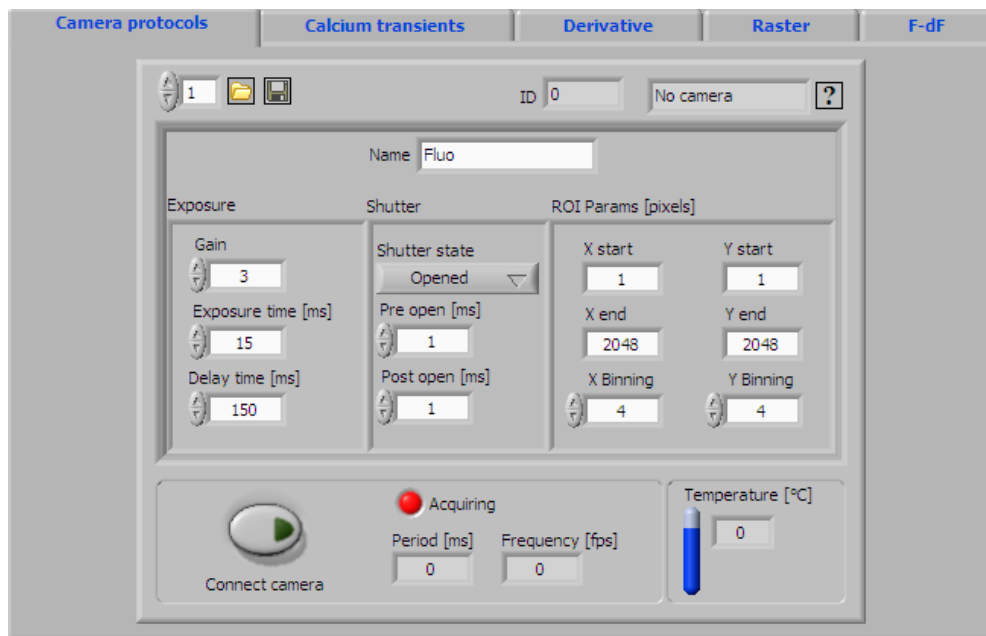 Camera protocols Calcium transients Derivative Raster F-dF
1 ID 0 No camera ?
Name Fluo
Exposure Shutter ROI Params [pixels]
Gain Shutter state X start Y start
3 Opened 1 1
Exposure time [ms] Pre open [ms] X end Y end
15 1 2048 2048
Delay time [ms] Post open [ms] X Binning Y Binning
150 1 4 4
Acquiring Temperature [°C]
Period [ms] Frequency [fps] 0
0 0
Connect camera